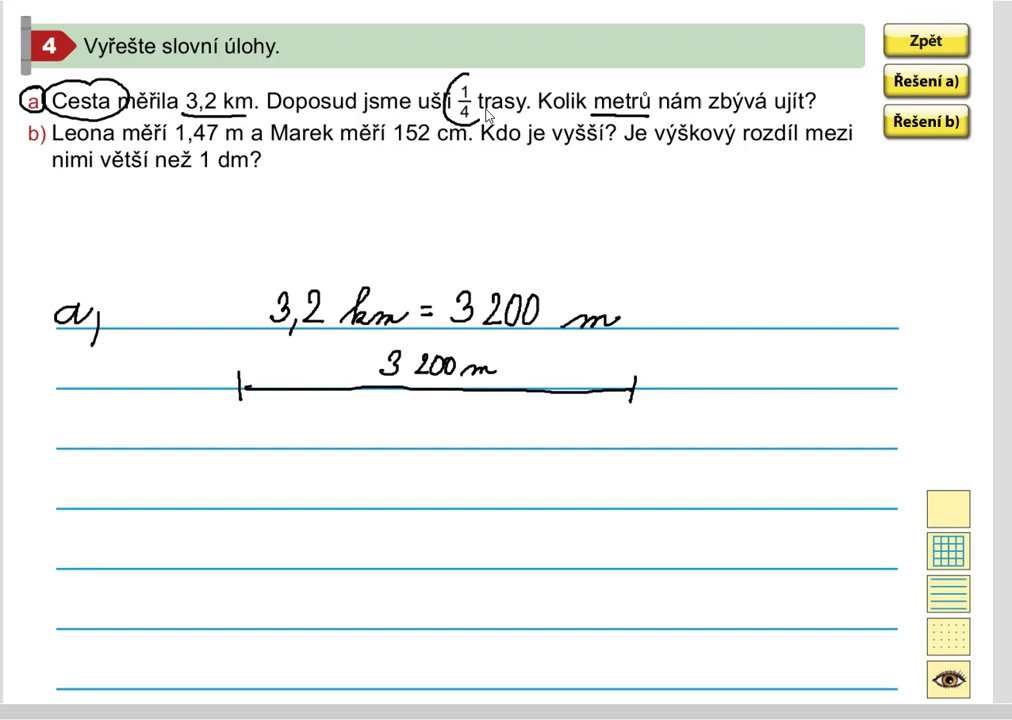 4 Vyřešte slovní úlohy.
Zpět
Řešení a)
Řešení b)
a) Cesta měřila 3,2 km. Doposud jsme ušli 1/4 trasy. Kolik metrů nám zbývá ujít?
b) Leona měří 1,47 m a Marek měří 152 cm. Kdo je vyšší? Je výškový rozdíl mezi
nimi větší než 1 dm?
a, 3,2 km = 3 200 m
3 200 m